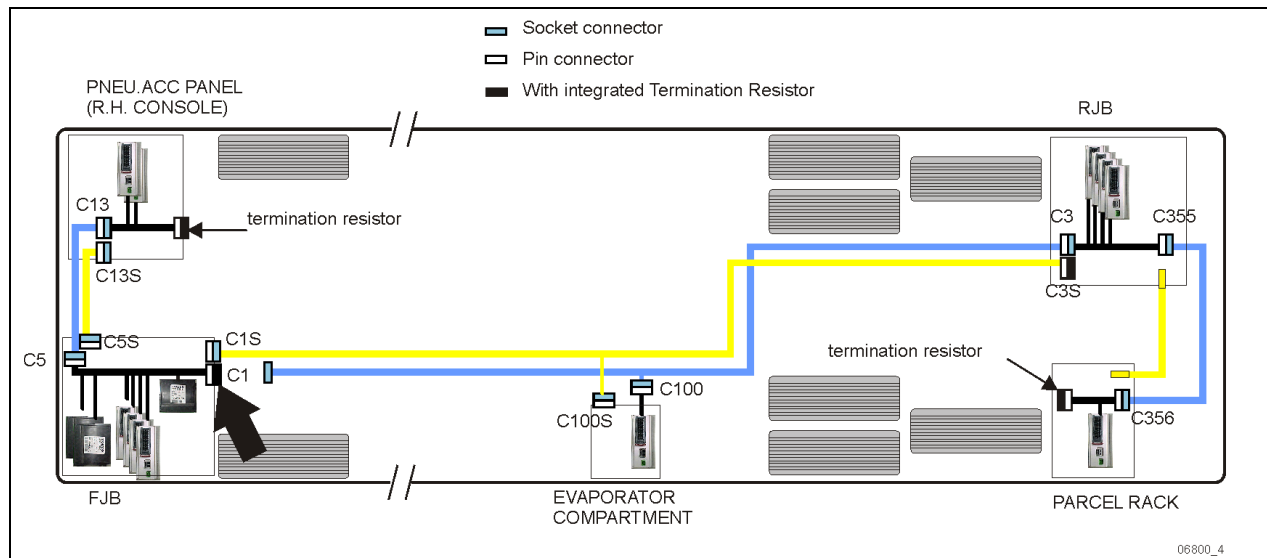 Socket connector
Pin connector
With integrated Termination Resistor
PNEU.ACC PANEL
(R.H. CONSOLE)
RJB
C13
termination resistor
C13S
C3
C355
C3S
C5
C5S
C1S
C1
C100
C100S
termination resistor
C356
FJB
EVAPORATOR
COMPARTMENT
PARCEL RACK
06800_4